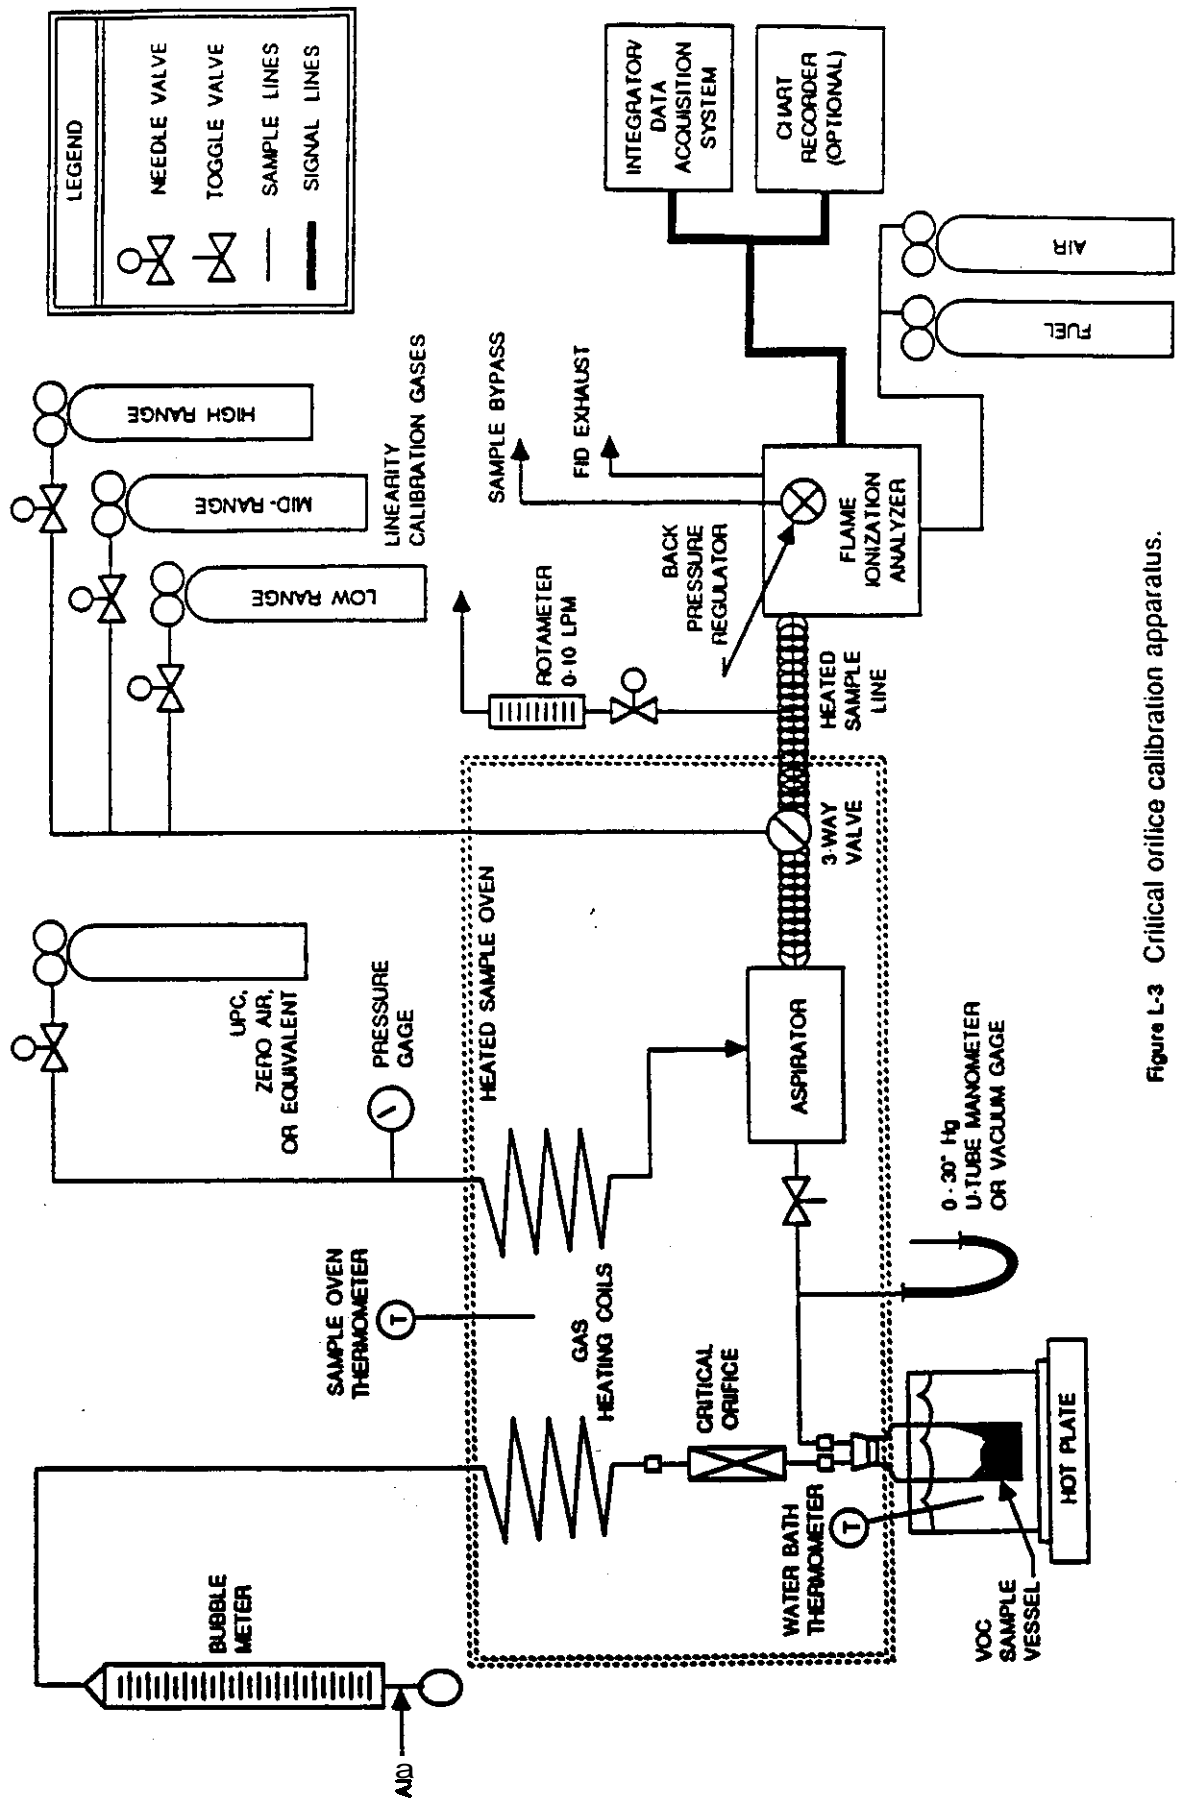 LEGEND
NEEDLE VALVE
TOGGLE VALVE
SAMPLE LINES
SIGNAL LINES
HIGH RANGE
MID-RANGE
LOW RANGE
LINEARITY
CALIBRATION GASES
UPC,
ZERO AIR,
OR EQUIVALENT
PRESSURE
GAGE
SAMPLE OVEN
THERMOMETER
T
BUBBLE
METER
HEATED SAMPLE OVEN
GAS
HEATING COILS
CRITICAL
ORIFICE
WATER BATH
THERMOMETER
T
VOC
SAMPLE
VESSEL
HOT PLATE
0-30" Hg
U-TUBE MANOMETER
OR VACUUM GAGE
ASPIRATOR
3-WAY
VALVE
HEATED
SAMPLE
LINE
ROTAMETER
0-10 LPM
BACK
PRESSURE
REGULATOR
SAMPLE BYPASS
FID EXHAUST
FLAME
IONIZATION
ANALYZER
INTEGRATOR/
DATA
ACQUISITION
SYSTEM
CHART
RECORDER
(OPTIONAL)
FUEL
AIR
Figure L-3 Critical orifice calibration apparatus.